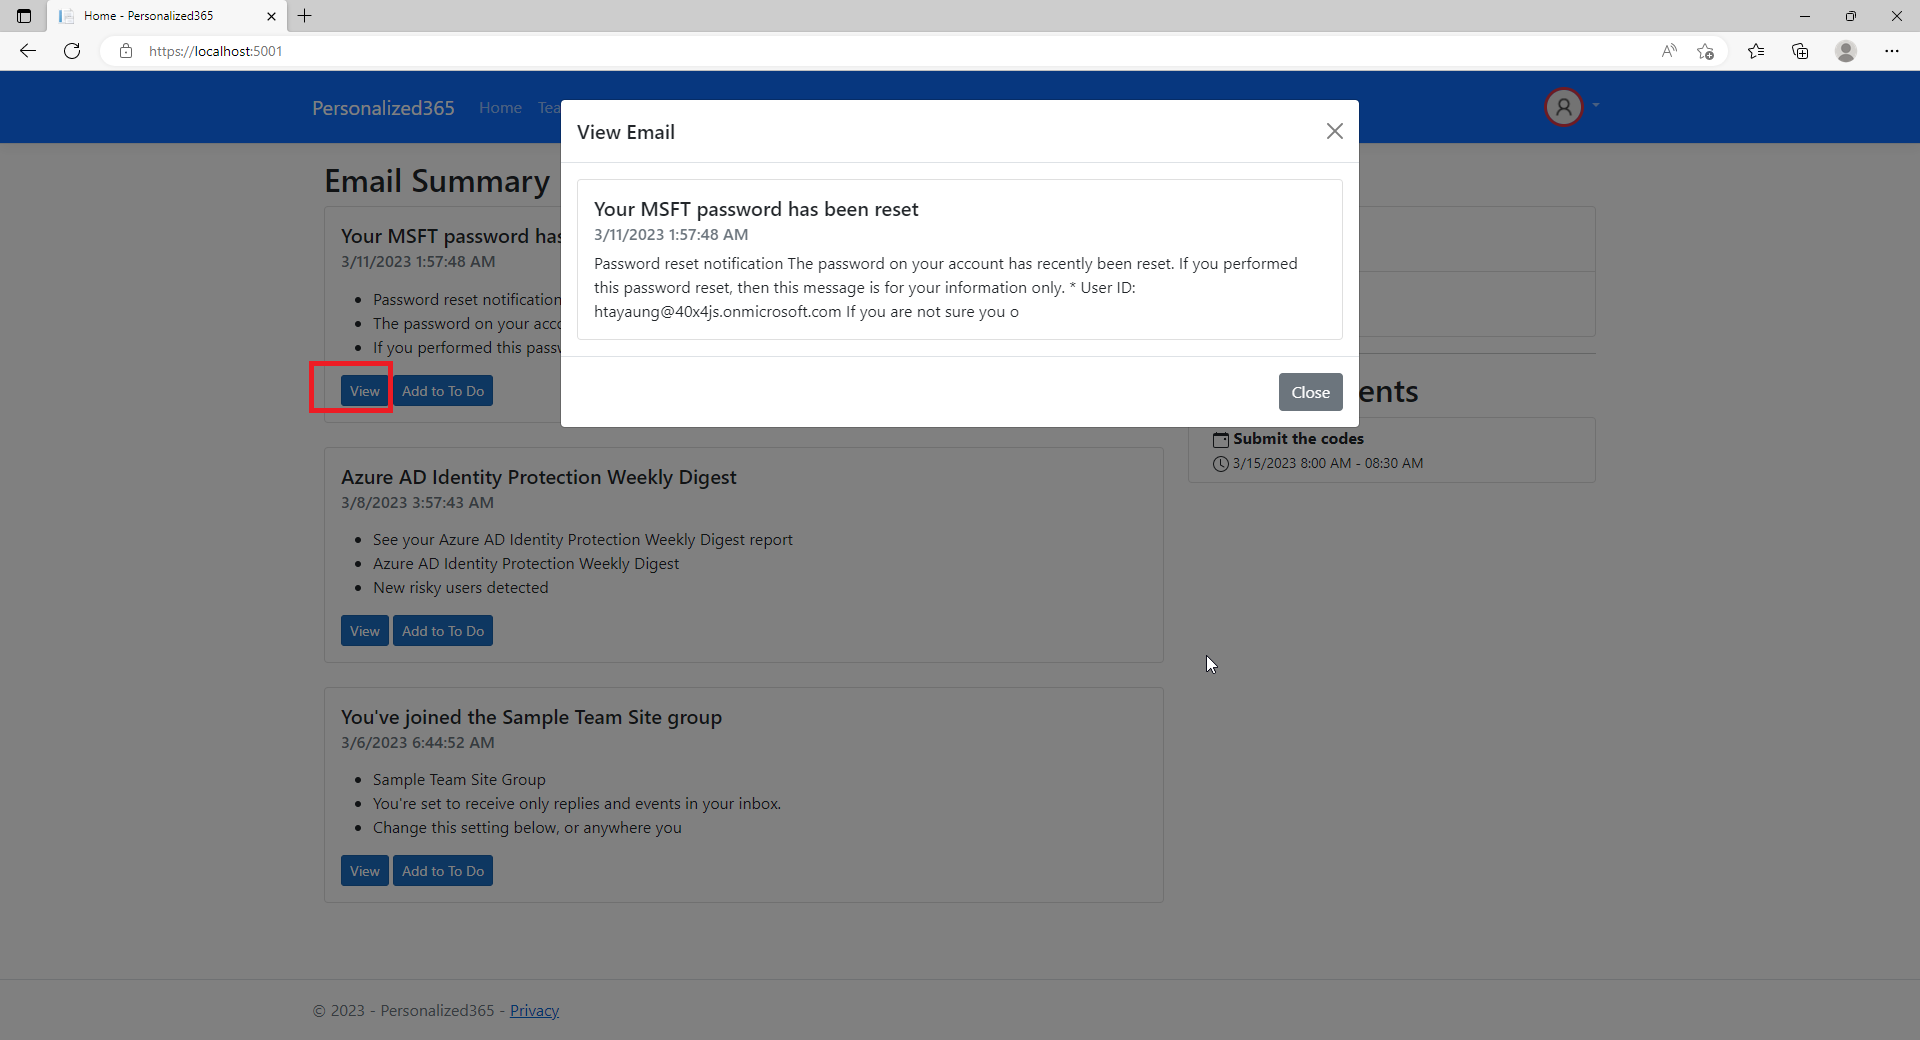 Home - Personalized365
https://localhost:5001
Personalized365 Home Tea
View Email
Your MSFT password has been reset
3/11/2023 1:57:48 AM
Password reset notification The password on your account has recently been reset. If you performed
this password reset, then this message is for your information only. * User ID:
htayaung@40x4js.onmicrosoft.com If you are not sure you o
Close
Email Summary
Your MSFT password has
3/11/2023 1:57:48 AM
Password reset notification
The password on your acco
If you performed this passw
View Add to To Do
Azure AD Identity Protection Weekly Digest
3/8/2023 3:57:43 AM
See your Azure AD Identity Protection Weekly Digest report
Azure AD Identity Protection Weekly Digest
New risky users detected
View Add to To Do
You've joined the Sample Team Site group
3/6/2023 6:44:52 AM
Sample Team Site Group
You're set to receive only replies and events in your inbox.
Change this setting below, or anywhere you
View Add to To Do
ents
Submit the codes
3/15/2023 8:00 AM - 08:30 AM
© 2023 - Personalized365 - Privacy